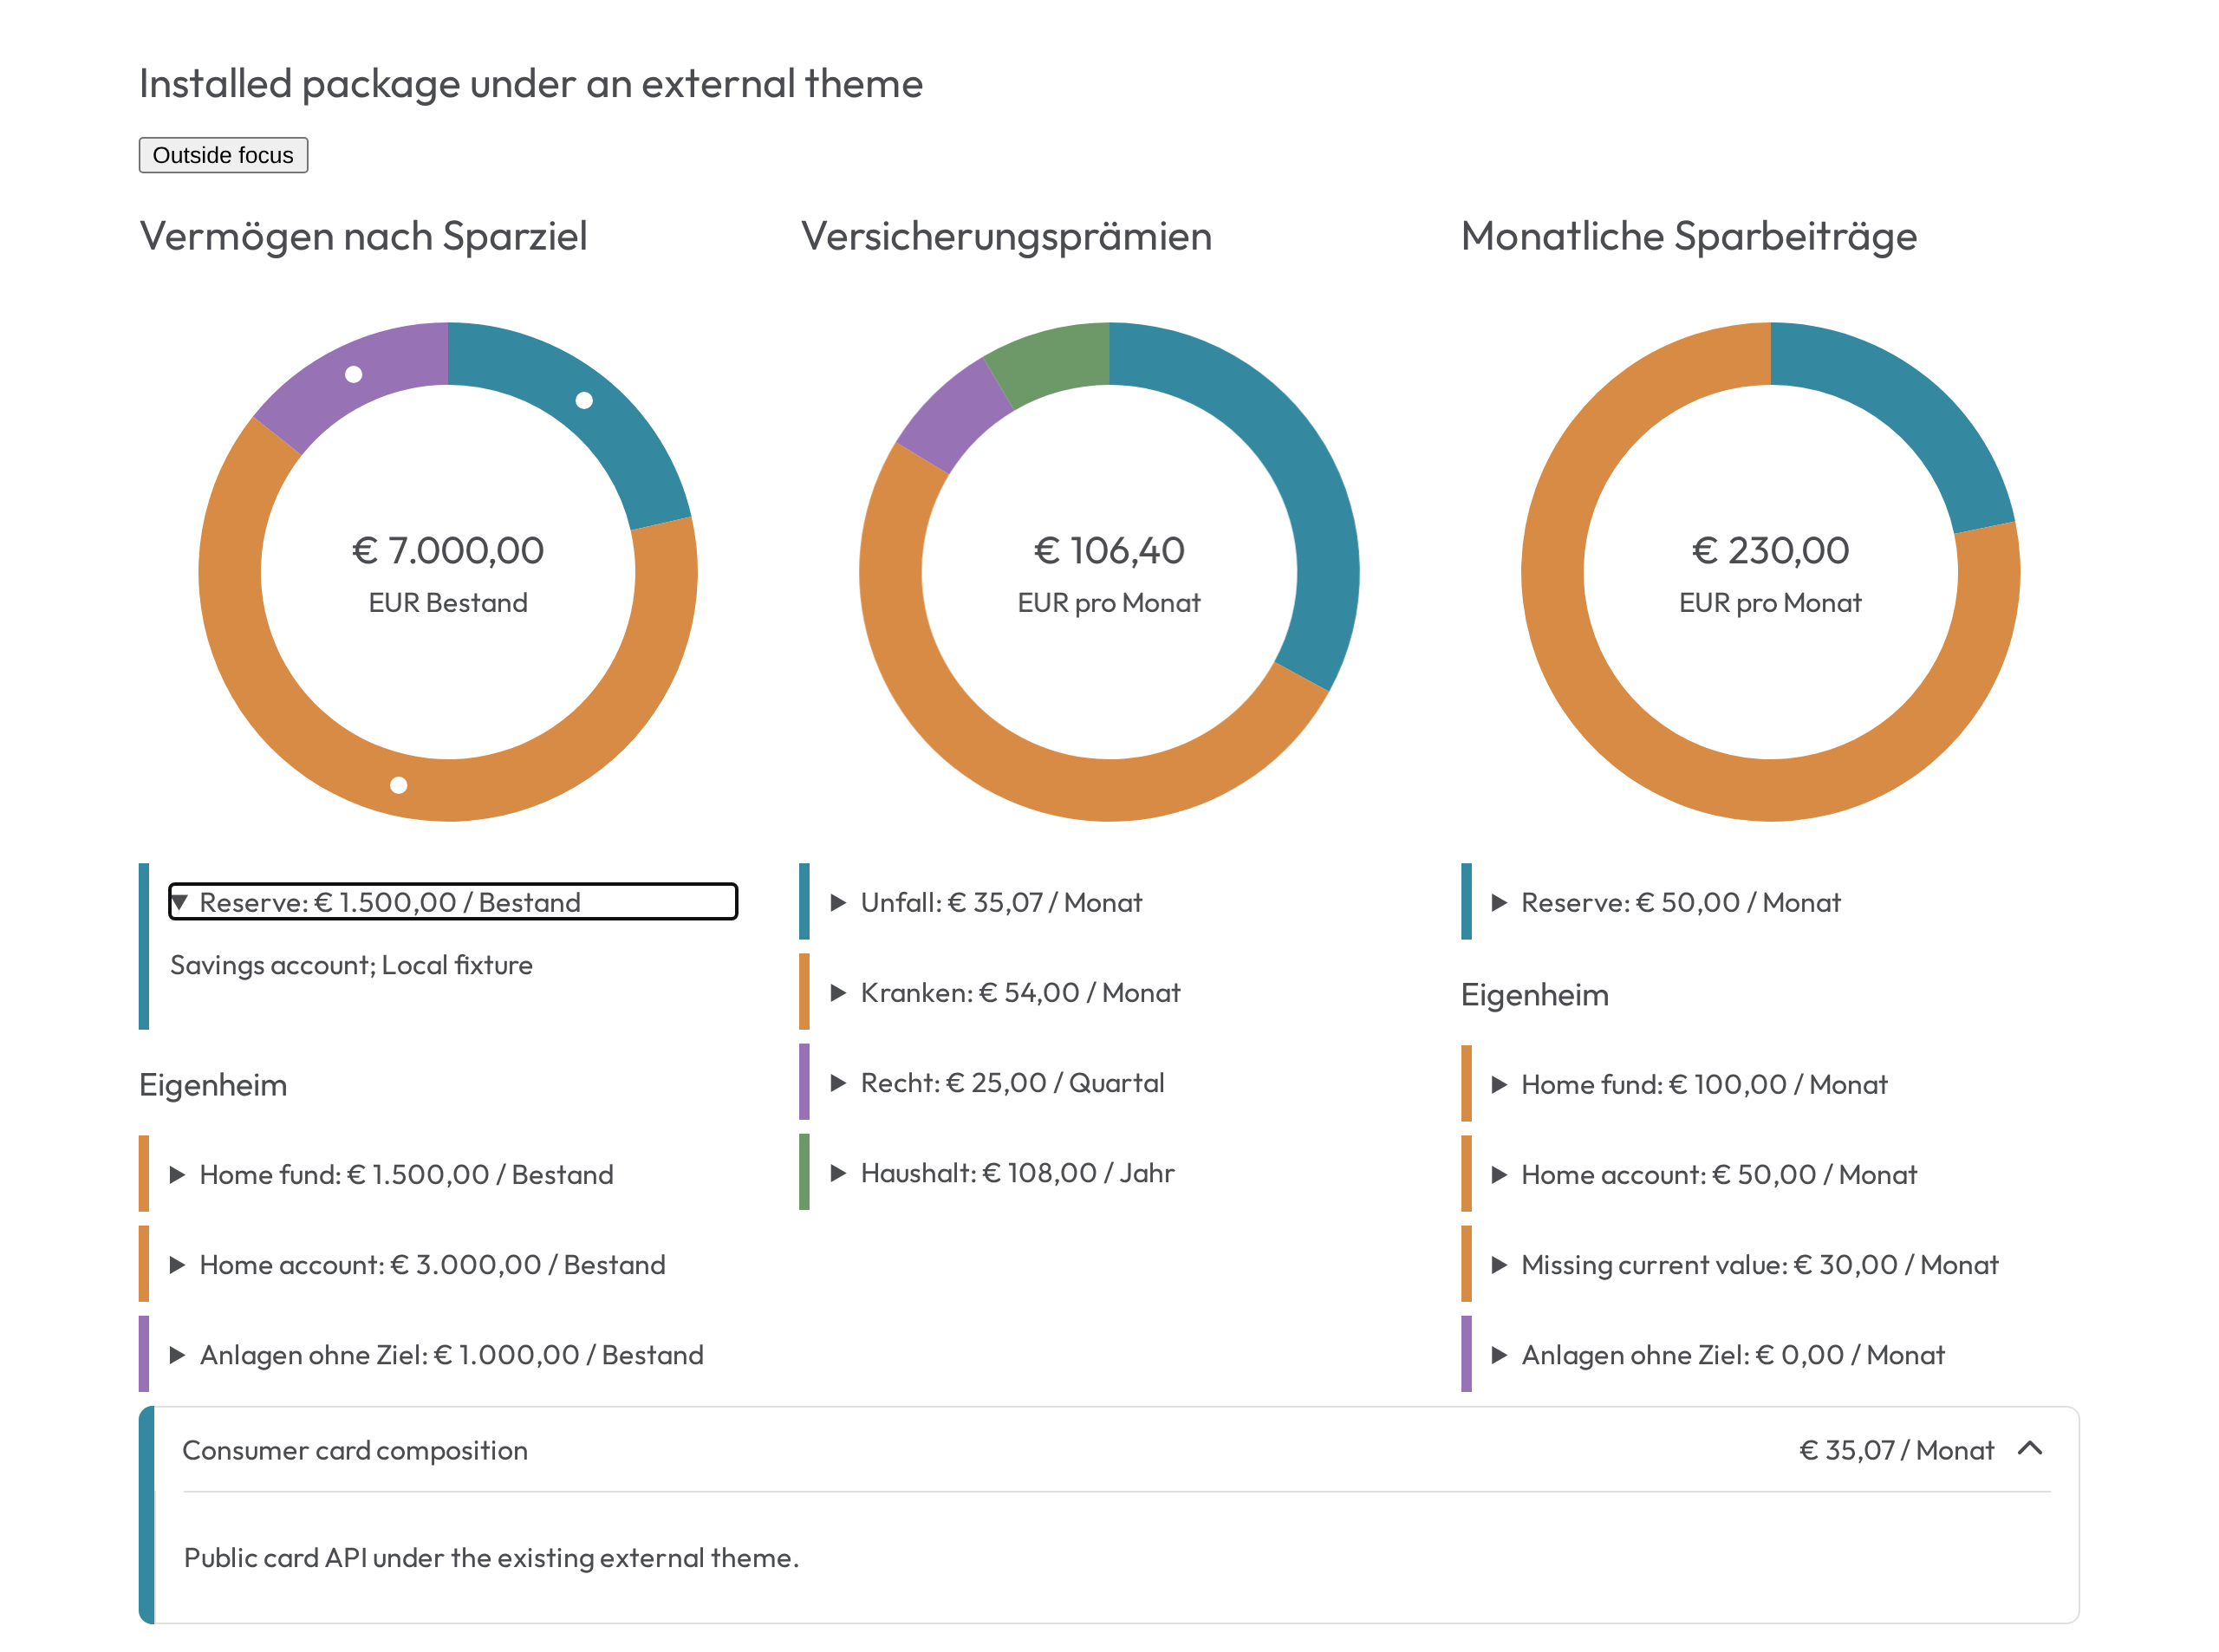 Installed package under an external theme
Outside focus
Vermögen nach Sparziel
€ 7.000,00
EUR Bestand
Reserve: € 1.500,00 / Bestand
Savings account; Local fixture
Eigenheim
Home fund: € 1.500,00 / Bestand
Home account: € 3.000,00 / Bestand
Anlagen ohne Ziel: € 1.000,00 / Bestand
Versicherungsprämien
€ 106,40
EUR pro Monat
Unfall: € 35,07 / Monat
Kranken: € 54,00 / Monat
Recht: € 25,00 / Quartal
Haushalt: € 108,00 / Jahr
Monatliche Sparbeiträge
€ 230,00
EUR pro Monat
Reserve: € 50,00 / Monat
Eigenheim
Home fund: € 100,00 / Monat
Home account: € 50,00 / Monat
Missing current value: € 30,00 / Monat
Anlagen ohne Ziel: € 0,00 / Monat
Consumer card composition
€ 35,07 / Monat
Public card API under the existing external theme.